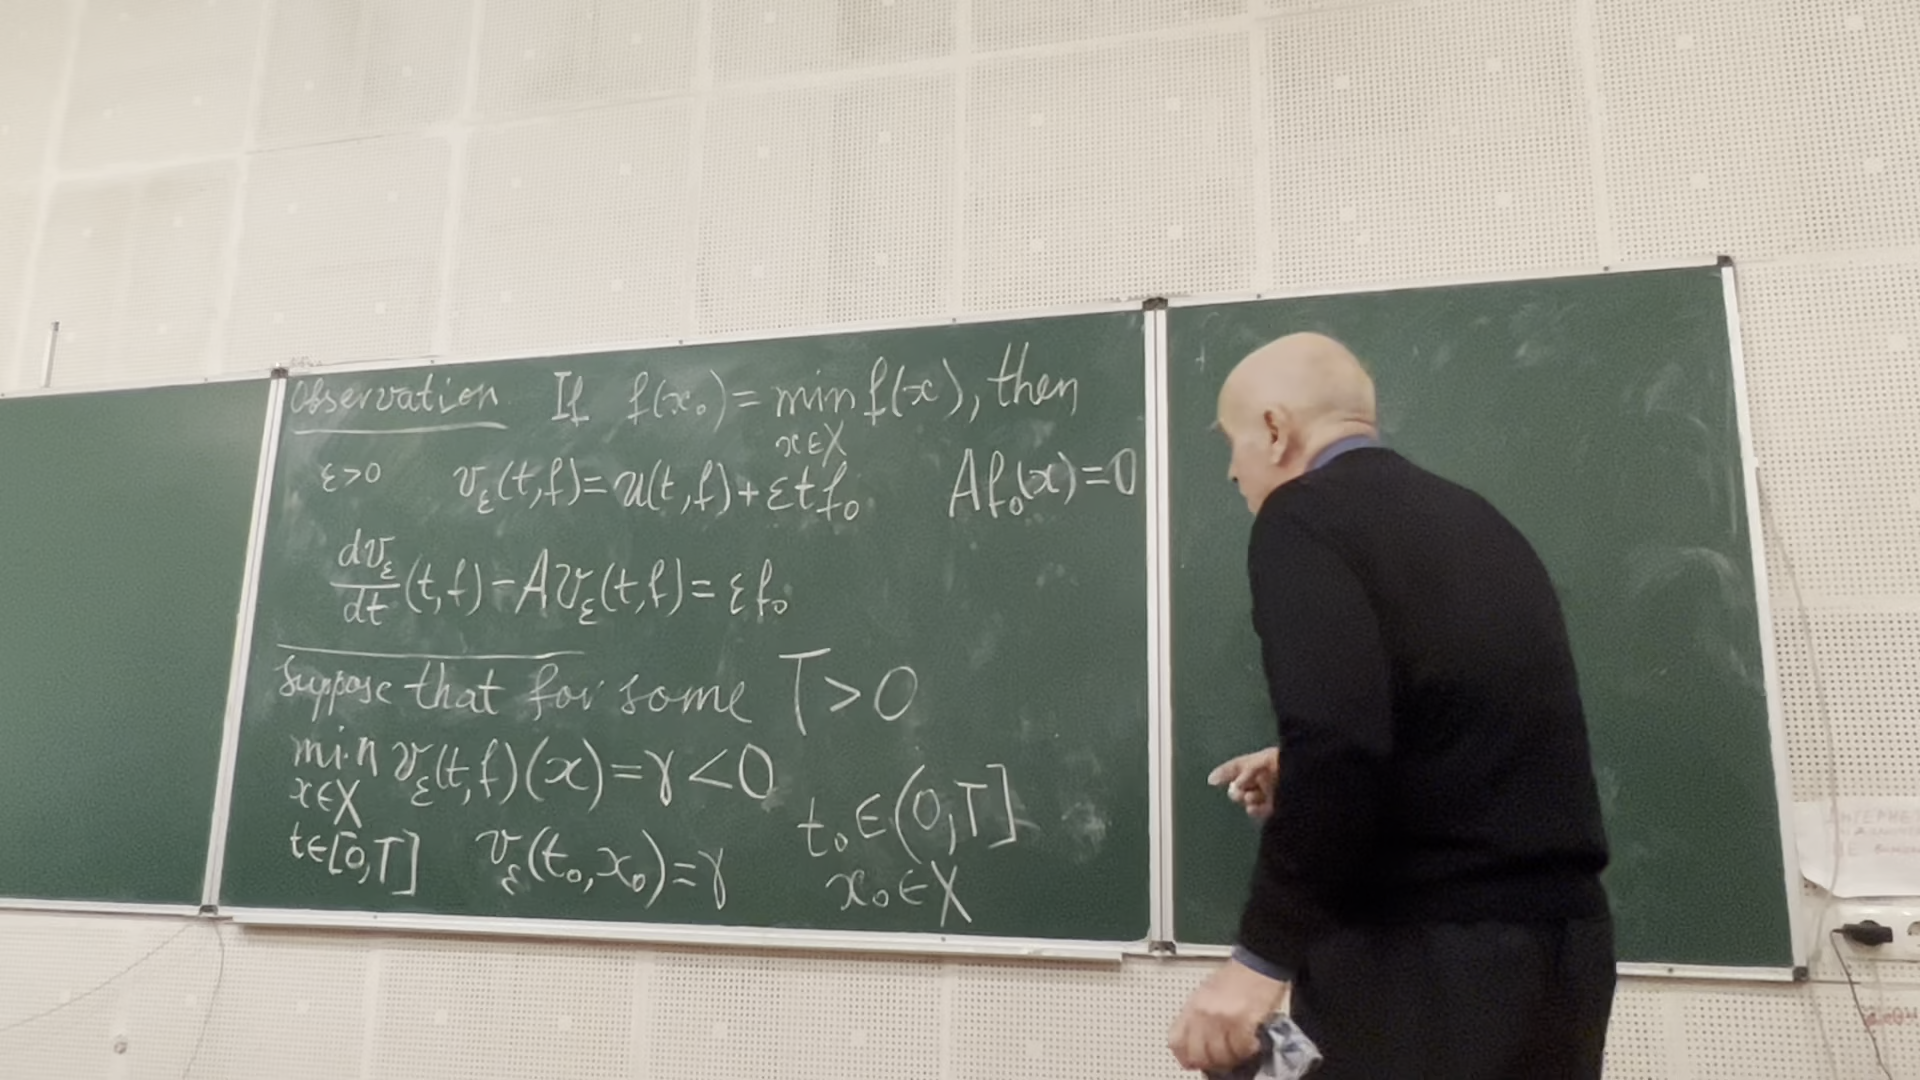 Observation If f(x₀) = min f(x), then
x∈X
ε>0 v_ε(t,f) = u(t,f) + εtf₀ Af₀(x) = 0
dv_ε/dt (t,f) − Av_ε(t,f) = εf₀
Suppose that for some T > 0
min v_ε(t,f)(x) = γ < 0
x∈X
t∈[0,T] v_ε(t₀,x₀) = γ t₀∈(0,T]
x₀∈X